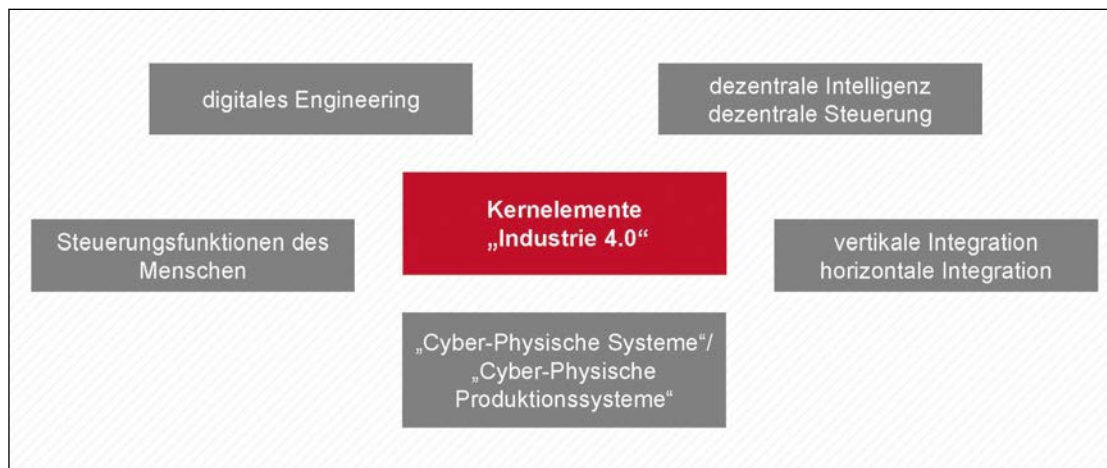 digitales Engineering
dezentrale Intelligenz
dezentrale Steuerung
Kernelemente
„Industrie 4.0“
Steuerungsfunktionen des
Menschen
vertikale Integration
horizontale Integration
„Cyber-Physische Systeme“/
„Cyber-Physische
Produktionssysteme“